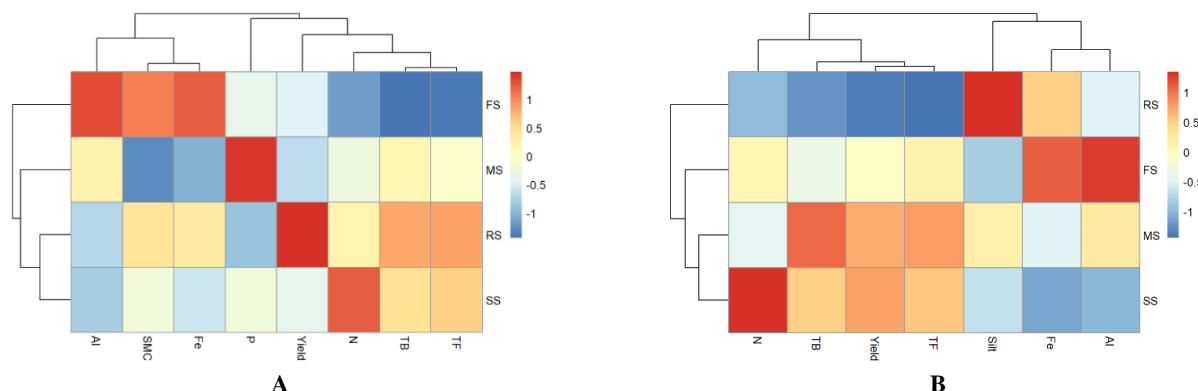 FS
MS
RS
SS
Al
SMC
Fe
P
Yield
N
TB
TF
1
0.5
0
-0.5
-1
A
RS
FS
MS
SS
N
TB
Yield
TF
Silt
Fe
Al
1
0.5
0
-0.5
-1
B